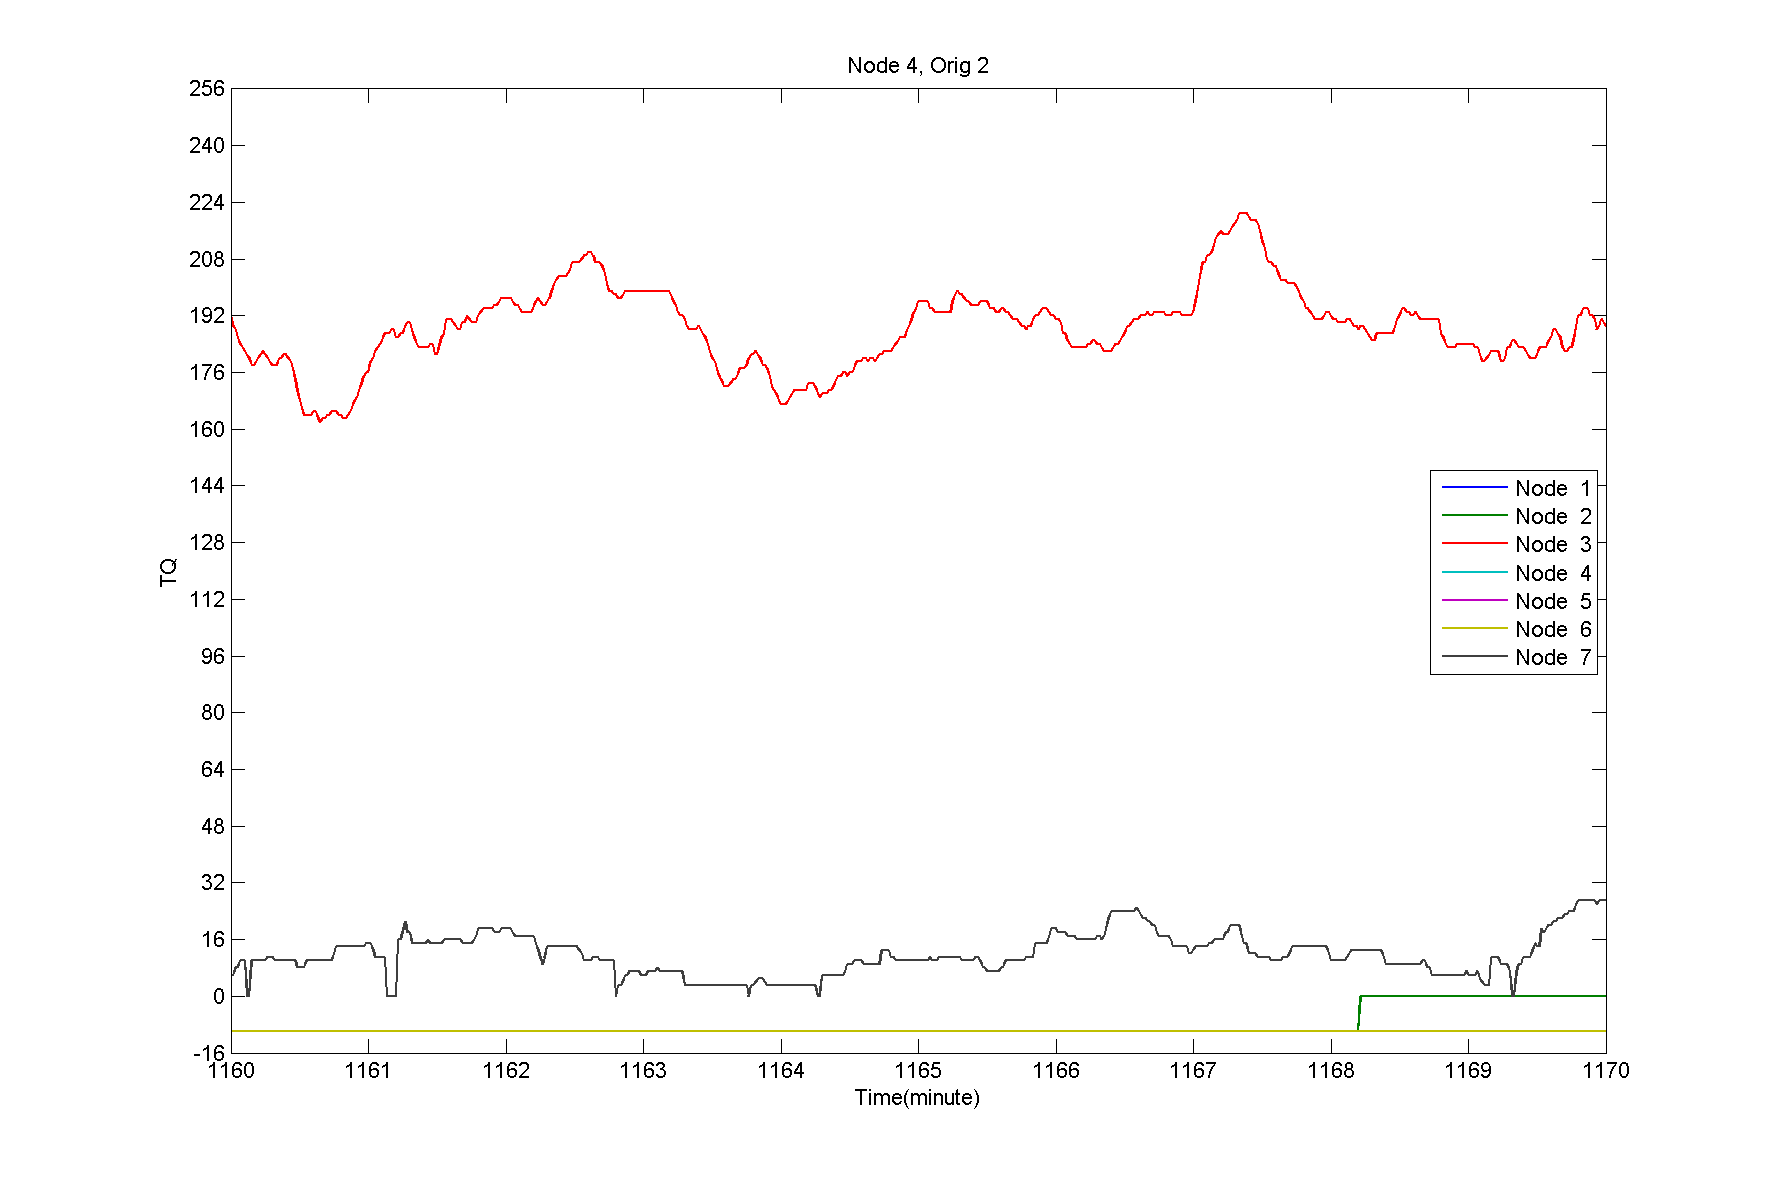 Node 4, Orig 2
256
240
224
208
192
176
160
144
128
112
96
80
64
48
32
16
0
-16
TQ
Node 1
Node 2
Node 3
Node 4
Node 5
Node 6
Node 7
1160 1161 1162 1163 1164 1165 1166 1167 1168 1169 1170
Time(minute)